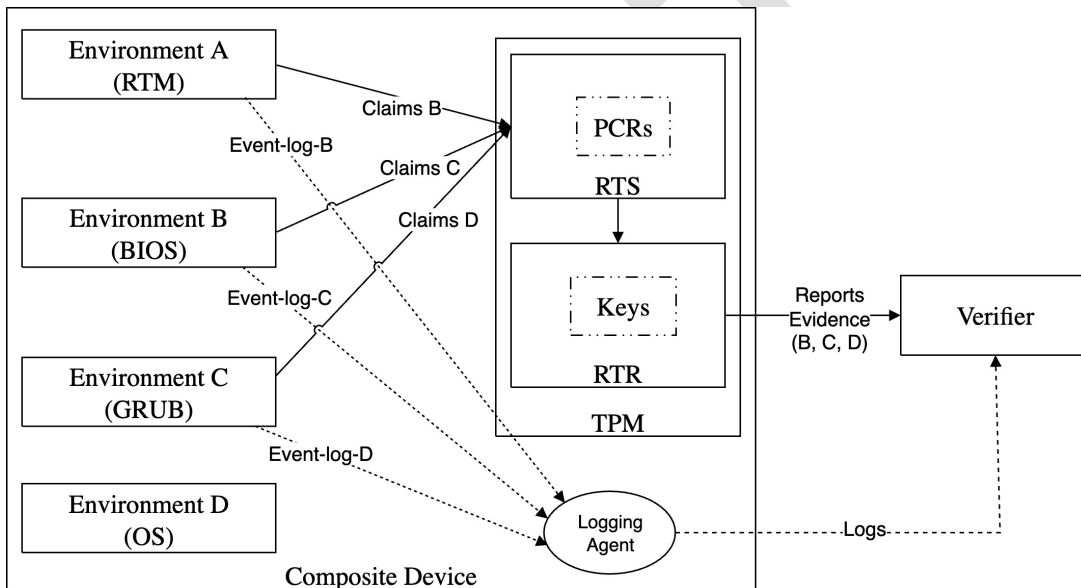 Environment A
(RTM)
Claims B
PCRs
Event-log-B
Claims C
RTS
Environment B
(BIOS)
Claims D
Event-log-C
Keys
Reports
Evidence
(B, C, D)
Verifier
RTR
Environment C
(GRUB)
TPM
Event-log-D
Environment D
(OS)
Logging
Agent
Logs
Composite Device